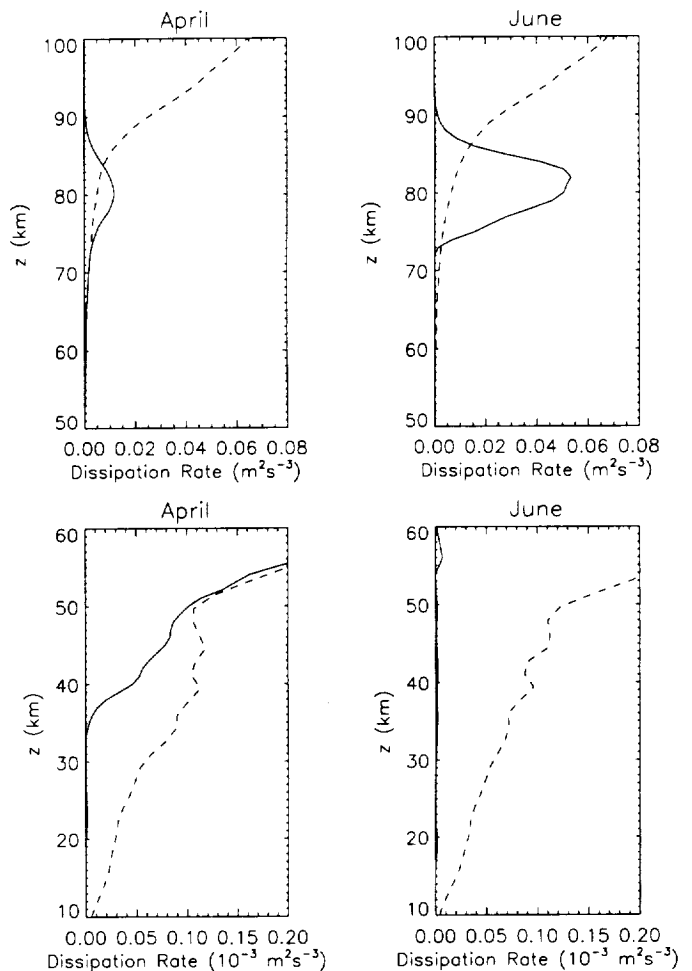 April
100
90
80
70
60
50
z (km)
0.00 0.02 0.04 0.06 0.08
Dissipation Rate (m²s⁻³)
June
100
90
80
70
60
50
z (km)
0.00 0.02 0.04 0.06 0.08
Dissipation Rate (m²s⁻³)
April
60
50
40
30
20
10
z (km)
0.00 0.05 0.10 0.15 0.20
Dissipation Rate (10⁻³ m²s⁻³)
June
60
50
40
30
20
10
z (km)
0.00 0.05 0.10 0.15 0.20
Dissipation Rate (10⁻³ m²s⁻³)